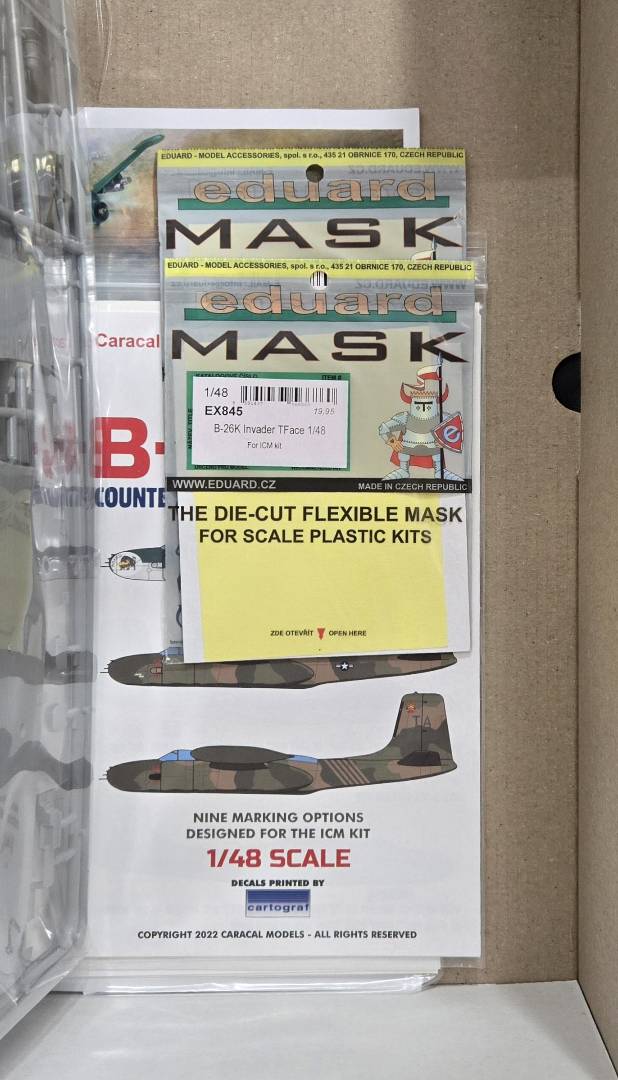 EDUARD - MODEL ACCESSORIES, spol. s r.o., 435 21 OBRNICE 170, CZECH REPUBLIC
eduard
MASK
EDUARD - MODEL ACCESSORIES, spol. s r.o., 435 21 OBRNICE 170, CZECH REPUBLIC
eduard
MASK
Caracal
1/48
EX845
19,95
B-26K Invader TFace 1/48
For ICM kit
e
B-
COUNTE
WWW.EDUARD.CZ
MADE IN CZECH REPUBLIC
THE DIE-CUT FLEXIBLE MASK
FOR SCALE PLASTIC KITS
ZDE OTEVŘÍT OPEN HERE
TA
NINE MARKING OPTIONS
DESIGNED FOR THE ICM KIT
1/48 SCALE
DECALS PRINTED BY
cartograf
COPYRIGHT 2022 CARACAL MODELS - ALL RIGHTS RESERVED